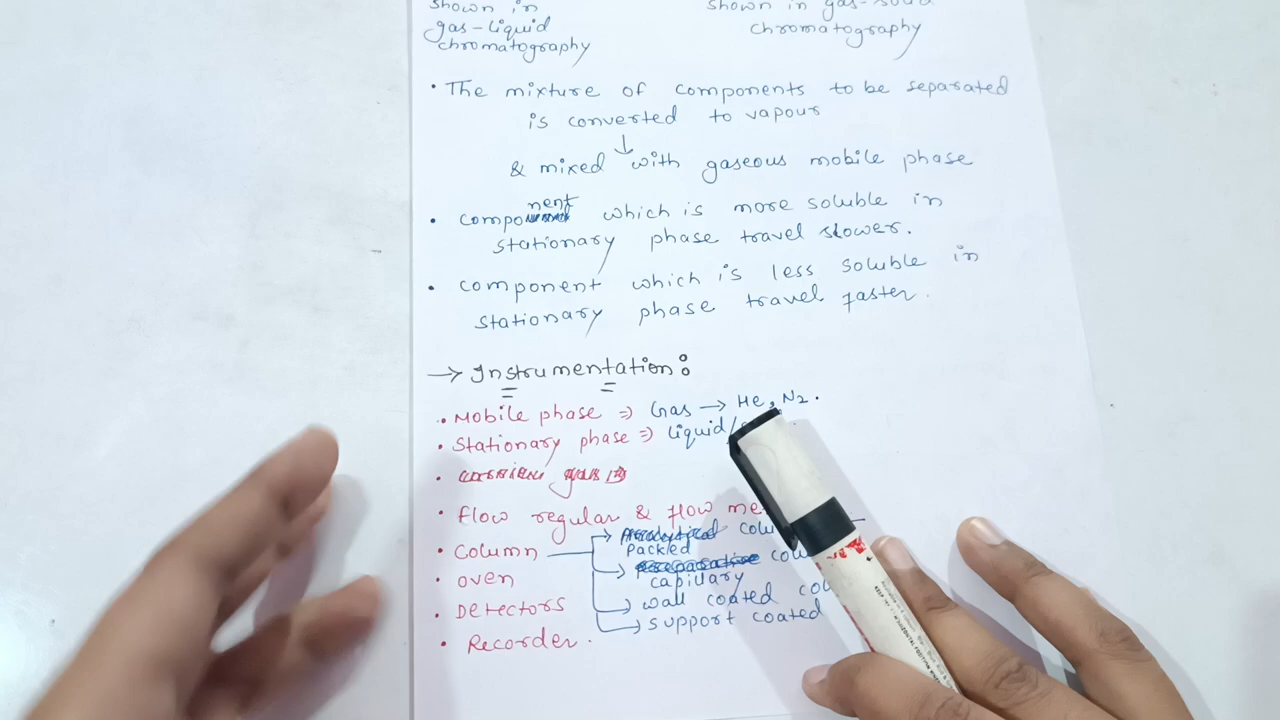 shown in
gas-liquid
chromatography
shown in gas-solid
chromatography
• The mixture of components to be separated
is converted to vapour
↓
& mixed with gaseous mobile phase
• component which is more soluble in
stationary phase travel slower.
• component which is less soluble in
stationary phase travel faster.
→ Instrumentation:
• Mobile phase ⇒ Gas → He, N2.
• Stationary phase ⇒ liquid/
• Flow regular & flow me
• column
packed
capillary
wall coated
support coated
• oven
• Detectors
• Recorder.